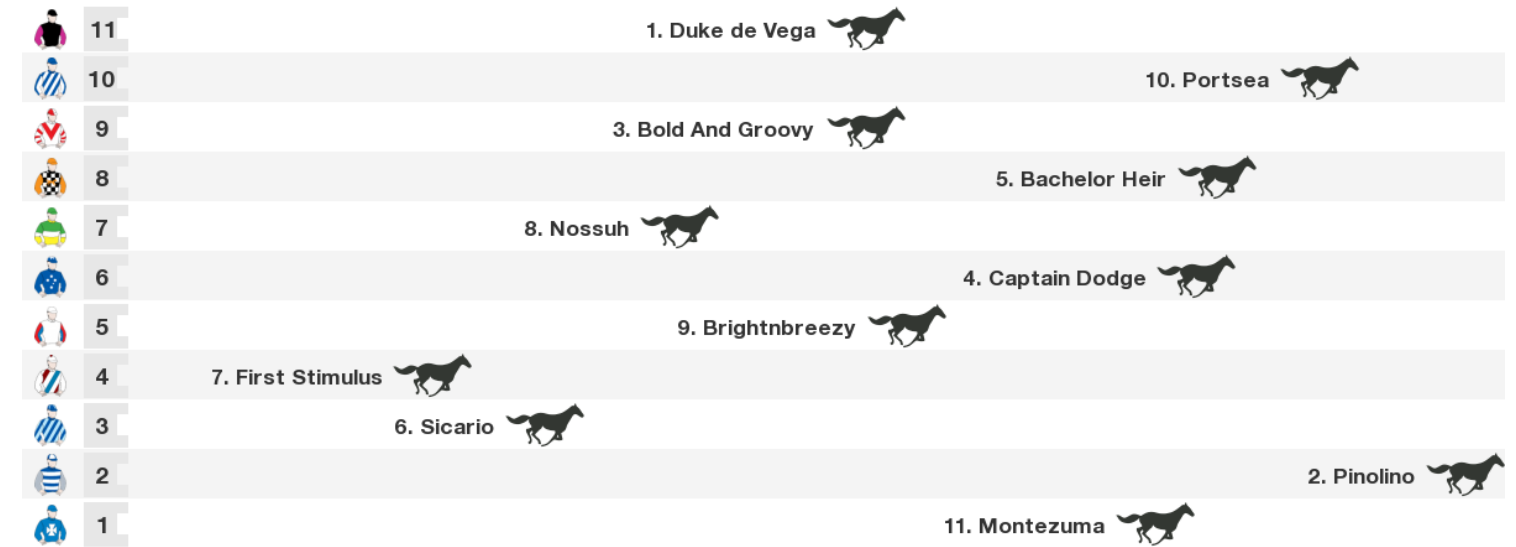 11 1. Duke de Vega
10 10. Portsea
9 3. Bold And Groovy
8 5. Bachelor Heir
7 8. Nossuh
6 4. Captain Dodge
5 9. Brightnbreezy
4 7. First Stimulus
3 6. Sicario
2 2. Pinolino
1 11. Montezuma